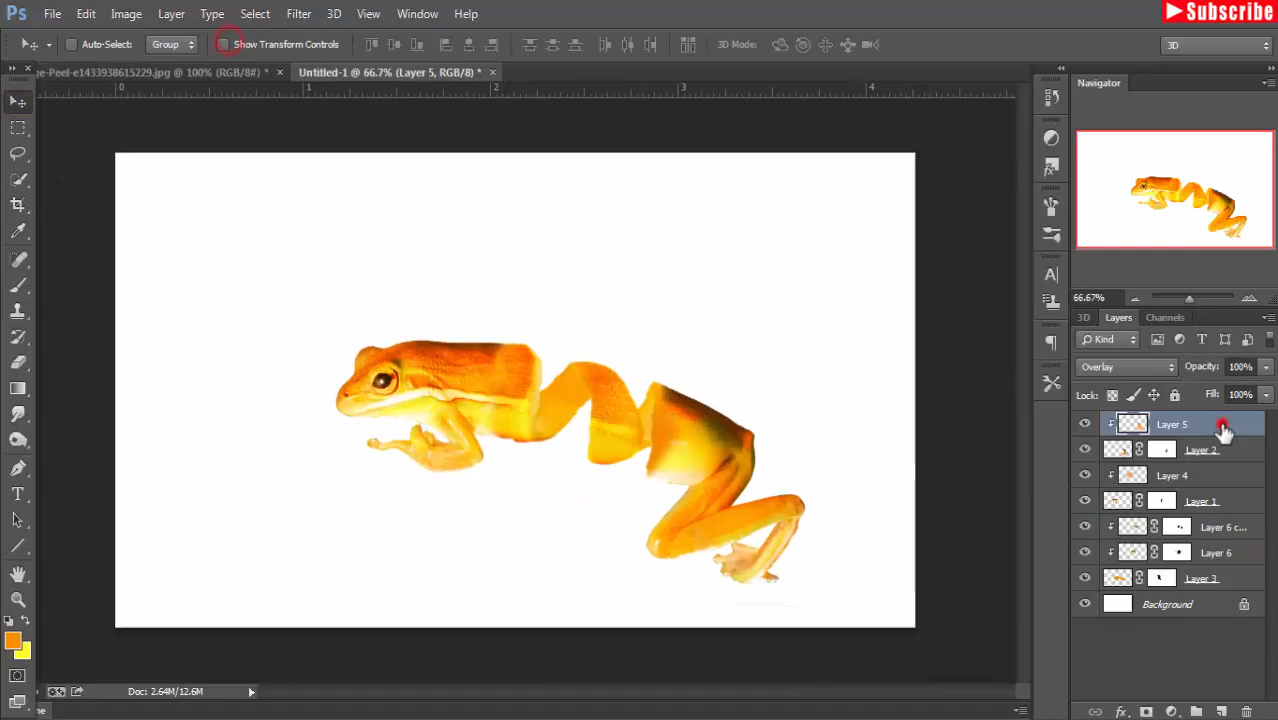 Ps File Edit Image Layer Type Select Filter 3D View Window Help
Subscribe
Auto-Select: Group Show Transform Controls 3D Mode: 3D
ge-Peel-e1433938615229.jpg @ 100% (RGB/8#) * × Untitled-1 @ 66.7% (Layer 5, RGB/8) * ×
0 1 2 3 4
Navigator
66.67%
3D Layers Channels
Kind
Overlay Opacity: 100%
Lock: Fill: 100%
Layer 5
Layer 2
Layer 4
Layer 1
Layer 6 c...
Layer 6
Layer 3
Background
Doc: 2.64M/12.6M
ne
fx